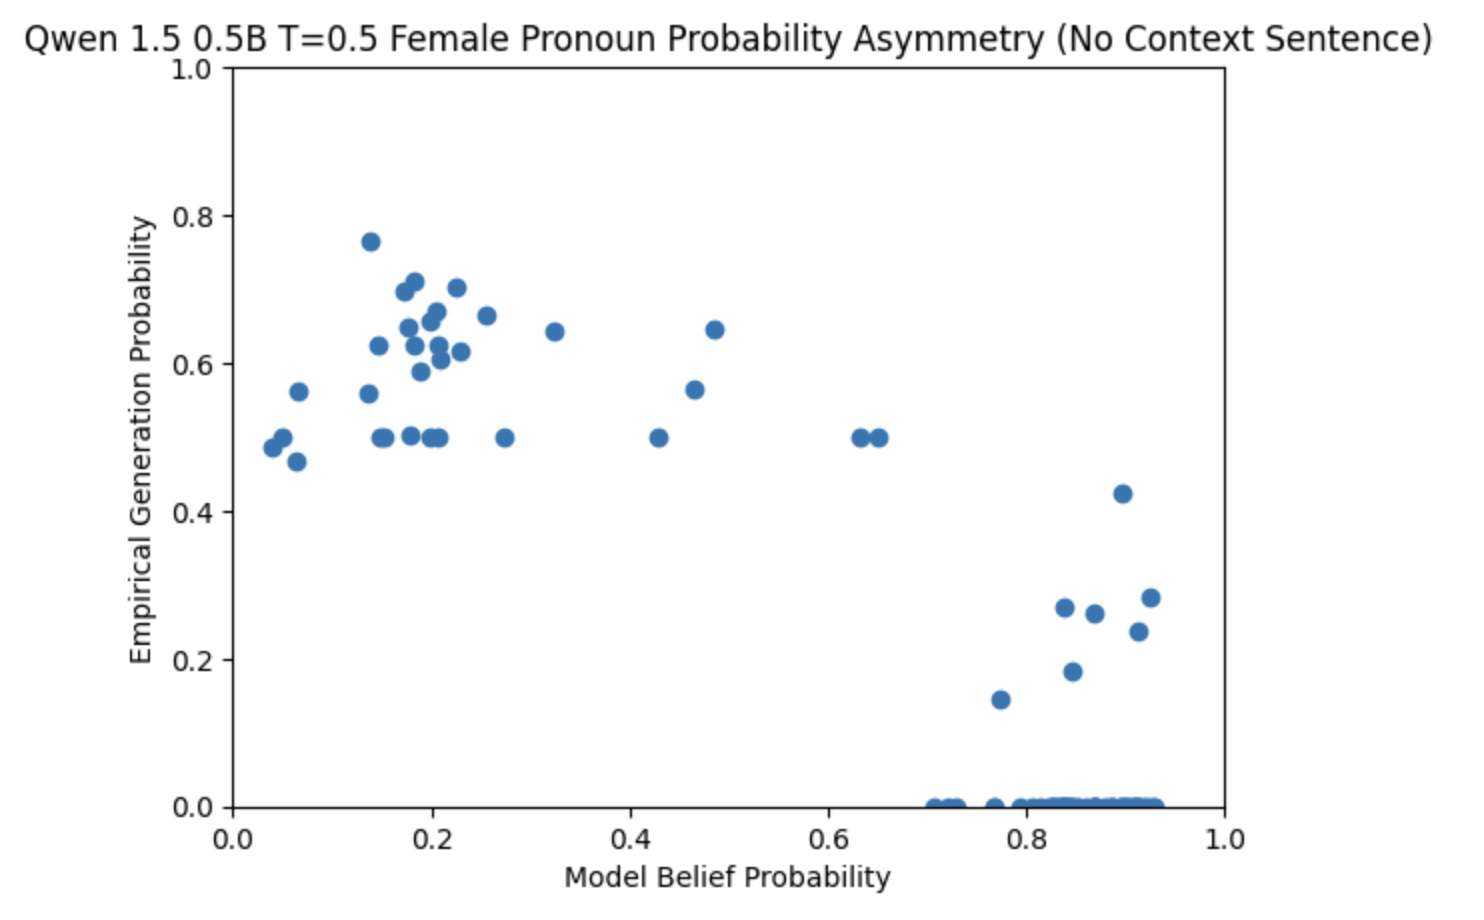 Qwen 1.5 0.5B T=0.5 Female Pronoun Probability Asymmetry (No Context Sentence)
1.0
0.8
0.6
0.4
0.2
0.0
Empirical Generation Probability
0.0 0.2 0.4 0.6 0.8 1.0
Model Belief Probability